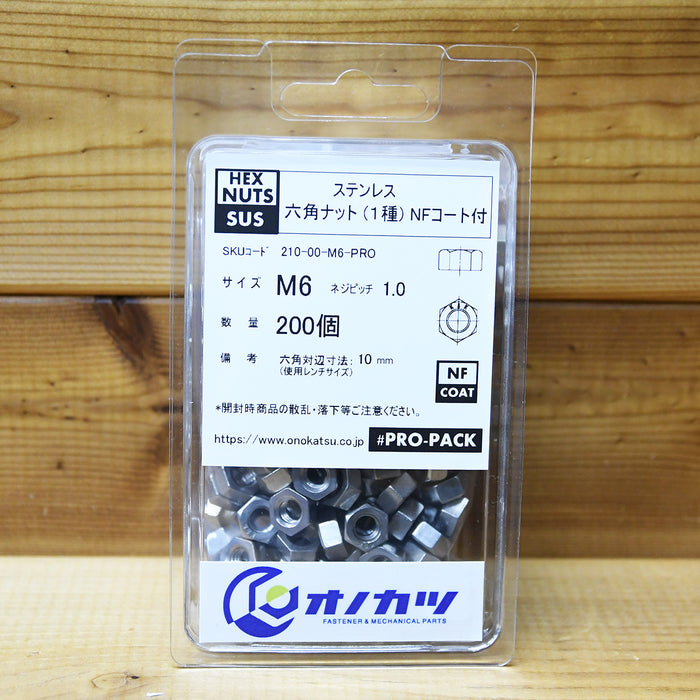 HEX
NUTS
SUS
ステンレス
六角ナット(1種)NFコート付
SKUコード 210-00-M6-PRO
サイズ M6 ネジピッチ 1.0
数量 200個
備考 六角対辺寸法:10mm
(使用レンチサイズ)
NF
COAT
*開封時商品の散乱・落下等ご注意ください。
https://www.onokatsu.co.jp #PRO-PACK
オノカツ
FASTENER & MECHANICAL PARTS